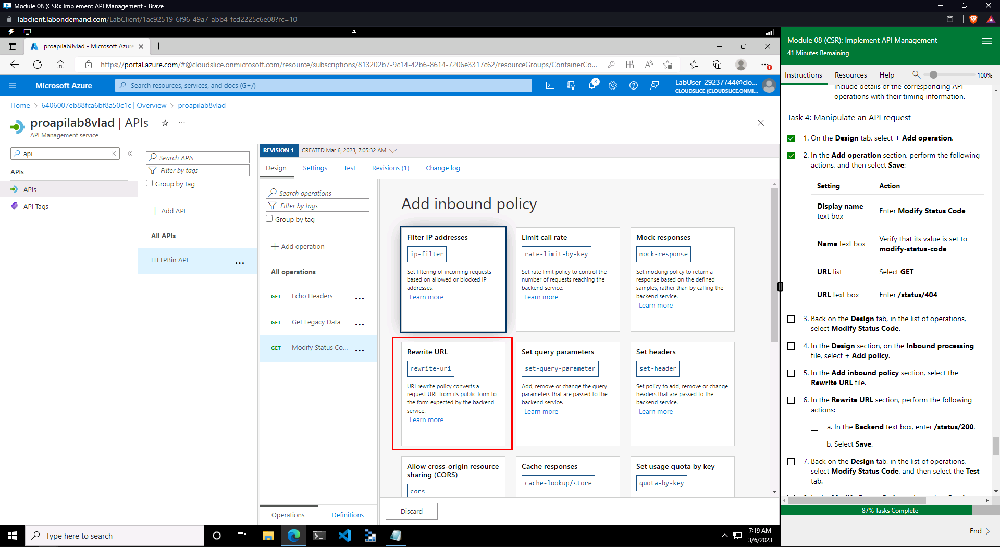 Module 08 (CSR): Implement API Management - Brave
labclient.labondemand.com/LabClient/1ac92519-6f96-49a7-abb4-fcd2225c6e08?rc=10
proapilab8vlad - Microsoft Azure
https://portal.azure.com/#@cloudslice.onmicrosoft.com/resource/subscriptions/813202b7-9c14-42b6-8614-7206e3317c62/resourceGroups/ContainerCo...
Microsoft Azure
Search resources, services, and docs (G+/)
8
LabUser-29237744@clo...
CLOUDSLICE (CLOUDSLICE.ONMI...
Home > 6406007eb88fca6bf8a50c1c | Overview > proapilab8vlad
proapilab8vlad | APIs
API Management service
api
APIs
APIs
API Tags
Search APIs
Filter by tags
Group by tag
Add API
All APIs
HTTPBin API
REVISION 1
CREATED Mar 6, 2023, 7:05:32 AM
Design
Settings
Test
Revisions (1)
Change log
Search operations
Filter by tags
Group by tag
Add operation
All operations
GET Echo Headers
GET Get Legacy Data
GET Modify Status Co...
Operations
Definitions
Add inbound policy
Filter IP addresses
ip-filter
Set filtering of incoming requests
based on allowed or blocked IP
addresses.
Learn more
Limit call rate
rate-limit-by-key
Set rate limit policy to control the
number of requests reaching the
backend service.
Learn more
Mock responses
mock-response
Set mocking policy to return a
response based on the defined
samples, rather than by calling the
backend service.
Learn more
Rewrite URL
rewrite-uri
URI rewrite policy converts a
request URL from its public form to
the form expected by the backend
service.
Learn more
Set query parameters
set-query-parameter
Add, remove or change the query
parameters that are passed to the
backend service.
Learn more
Set headers
set-header
Set policy to add, remove or change
headers that are passed to the
backend service.
Learn more
Allow cross-origin resource
sharing (CORS)
cors
Cache responses
cache-lookup/store
Set usage quota by key
quota-by-key
Discard
Type here to search
7:19 AM
3/6/2023
Module 08 (CSR): Implement API Management
41 Minutes Remaining
Instructions
Resources
Help
100%
include details of the corresponding API
operations with their timing information.
Task 4: Manipulate an API request
1. On the Design tab, select + Add operation.
2. In the Add operation section, perform the following
actions, and then select Save:
Setting Action
Display name
text box
Enter Modify Status Code
Name text box
Verify that its value is set to
modify-status-code
URL list Select GET
URL text box Enter /status/404
3. Back on the Design tab, in the list of operations,
select Modify Status Code.
4. In the Design section, on the Inbound processing
tile, select + Add policy.
5. In the Add inbound policy section, select the
Rewrite URL tile.
6. In the Rewrite URL section, perform the following
actions:
a. In the Backend text box, enter /status/200.
b. Select Save.
7. Back on the Design tab, in the list of operations,
select Modify Status Code, and then select the Test
tab.
87% Tasks Complete
End